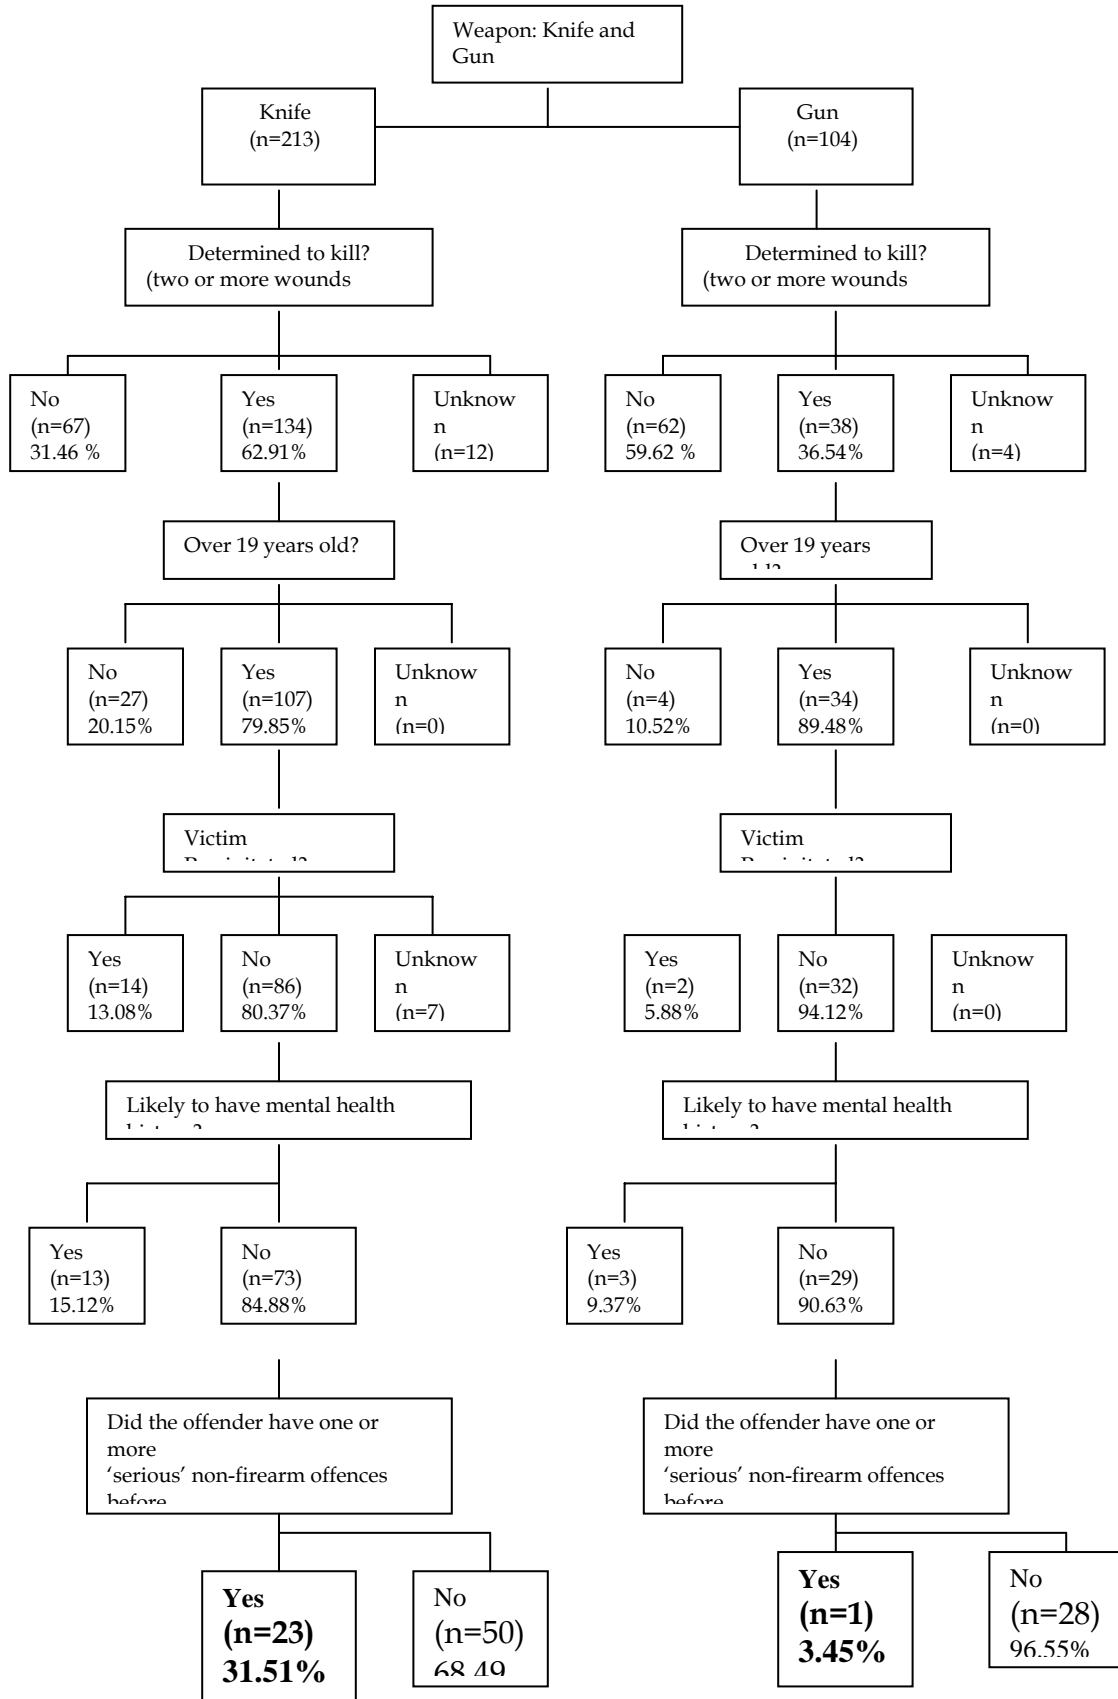 Weapon: Knife and
Gun
Knife
(n=213)
Gun
(n=104)
Determined to kill?
(two or more wounds
Determined to kill?
(two or more wounds
No
(n=67)
31.46 %
Yes
(n=134)
62.91%
Unknow
n
(n=12)
No
(n=62)
59.62 %
Yes
(n=38)
36.54%
Unknow
n
(n=4)
Over 19 years old?
Over 19 years
No
(n=27)
20.15%
Yes
(n=107)
79.85%
Unknow
n
(n=0)
No
(n=4)
10.52%
Yes
(n=34)
89.48%
Unknow
n
(n=0)
Victim
Victim
Yes
(n=14)
13.08%
No
(n=86)
80.37%
Unknow
n
(n=7)
Yes
(n=2)
5.88%
No
(n=32)
94.12%
Unknow
n
(n=0)
Likely to have mental health
Likely to have mental health
Yes
(n=13)
15.12%
No
(n=73)
84.88%
Yes
(n=3)
9.37%
No
(n=29)
90.63%
Did the offender have one or
more
‘serious’ non-firearm offences
before
Did the offender have one or
more
‘serious’ non-firearm offences
before
Yes
(n=23)
31.51%
No
(n=50)
68.49
Yes
(n=1)
3.45%
No
(n=28)
96.55%